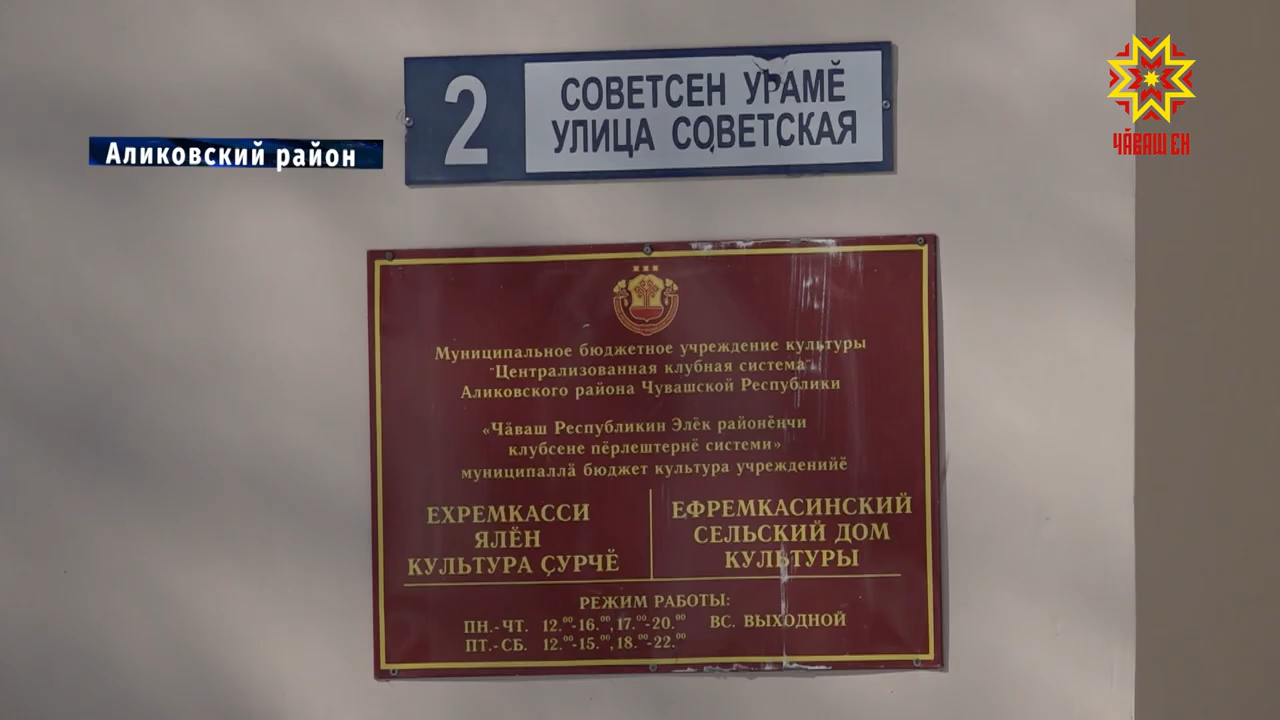 2
СОВЕТСЕН УРАМĔ
УЛИЦА СОВЕТСКАЯ
Аликовский район
ЧĂВАШ ЕН
Муниципальное бюджетное учреждение культуры
"Централизованная клубная система"
Аликовского района Чувашской Республики
«Чăваш Республикин Элĕк районĕнчи
клубсене пĕрлештернĕ системи»
муниципаллă бюджет культура учрежденийĕ
ЕХРЕМКАССИ
ЯЛĔН
КУЛЬТУРА ÇУРЧĔ
ЕФРЕМКАСИНСКИЙ
СЕЛЬСКИЙ ДОМ
КУЛЬТУРЫ
РЕЖИМ РАБОТЫ:
ПН.-ЧТ. 12.⁰⁰-16.⁰⁰, 17.⁰⁰-20.⁰⁰ ВС. ВЫХОДНОЙ
ПТ.-СБ. 12.⁰⁰-15.⁰⁰, 18.⁰⁰-22.⁰⁰